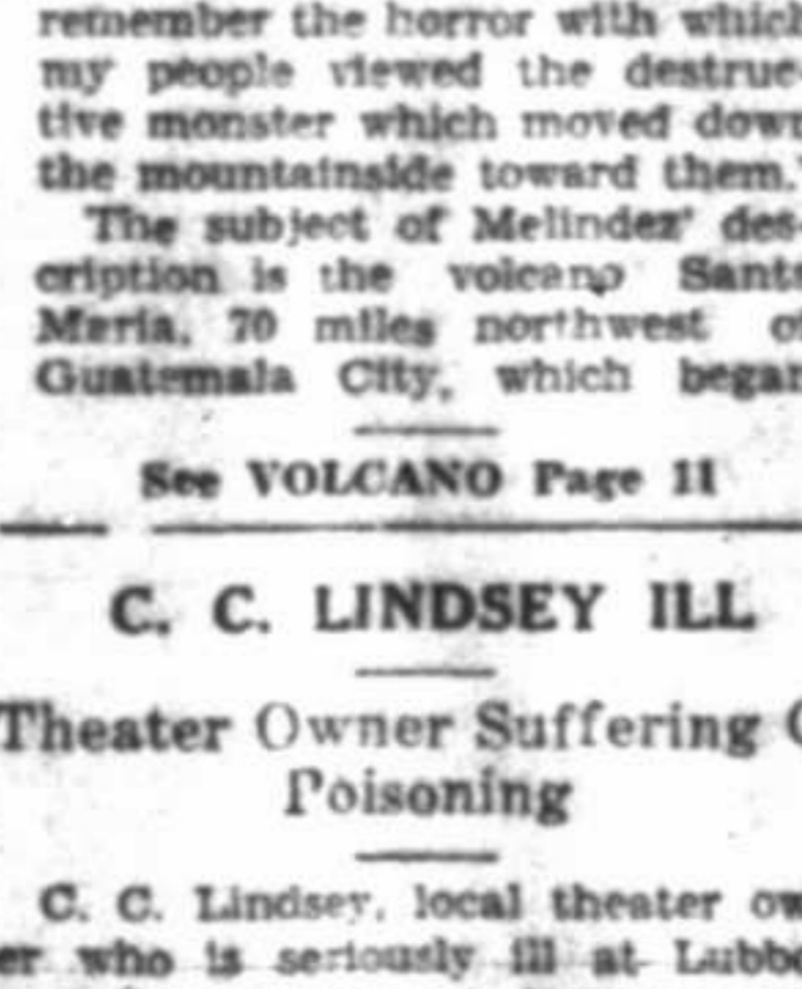 remember the horror with which
my people viewed the destruc-
tive monster which moved down
the mountainside toward them."
The subject of Melindez' des-
cription is the volcano Santa
Maria, 70 miles northwest of
Guatemala City, which began
See VOLCANO Page 11
C. C. LINDSEY ILL
Theater Owner Suffering
Poisoning
C. C. Lindsey, local theater ow
er who is seriously ill at Lubbo